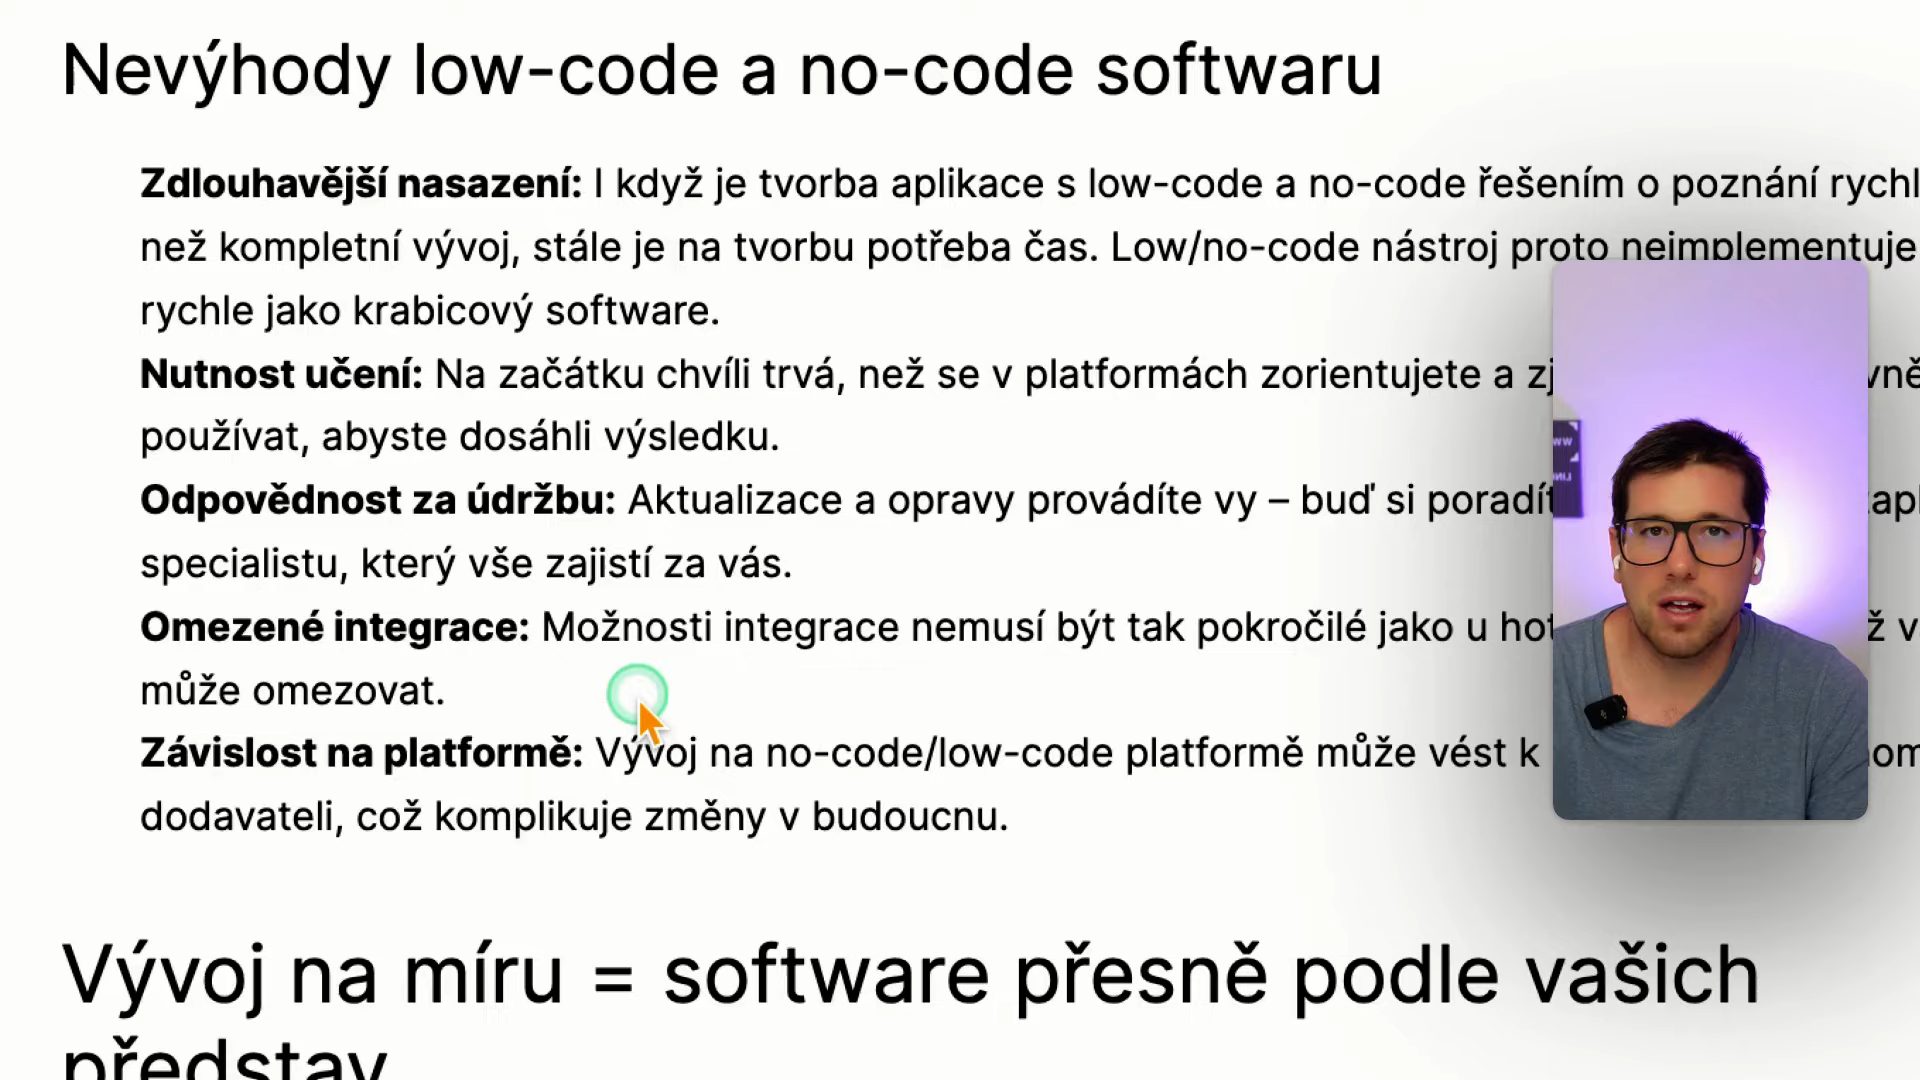 Nevýhody low-code a no-code softwaru
Zdlouhavější nasazení: I když je tvorba aplikace s low-code a no-code řešením o poznání rychl
než kompletní vývoj, stále je na tvorbu potřeba čas. Low/no-code nástroj proto neimplementuje
rychle jako krabicový software.
Nutnost učení: Na začátku chvíli trvá, než se v platformách zorientujete a zj
používat, abyste dosáhli výsledku.
Odpovědnost za údržbu: Aktualizace a opravy provádíte vy – buď si poradít
specialistu, který vše zajistí za vás.
Omezené integrace: Možnosti integrace nemusí být tak pokročilé jako u hot ž v
může omezovat.
Závislost na platformě: Vývoj na no-code/low-code platformě může vést k
dodavateli, což komplikuje změny v budoucnu.
Vývoj na míru = software přesně podle vašich
představ